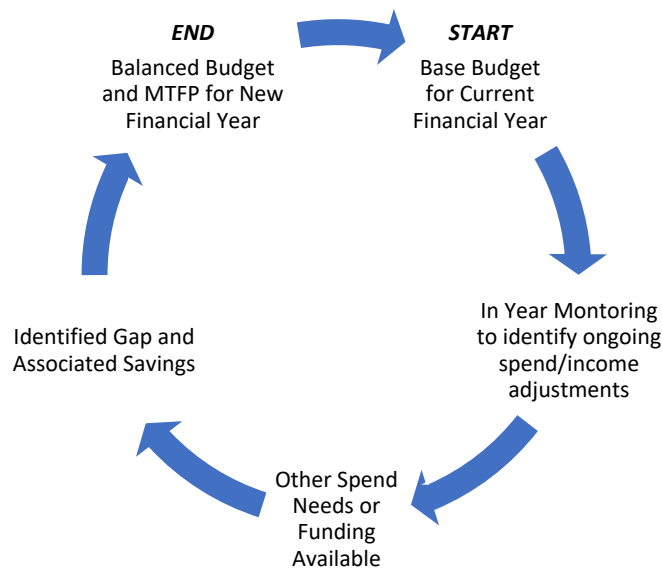 END
Balanced Budget
and MTFP for New
Financial Year
START
Base Budget
for Current
Financial Year
In Year Montoring
to identify ongoing
spend/income
adjustments
Other Spend
Needs or
Funding
Available
Identified Gap and
Associated Savings